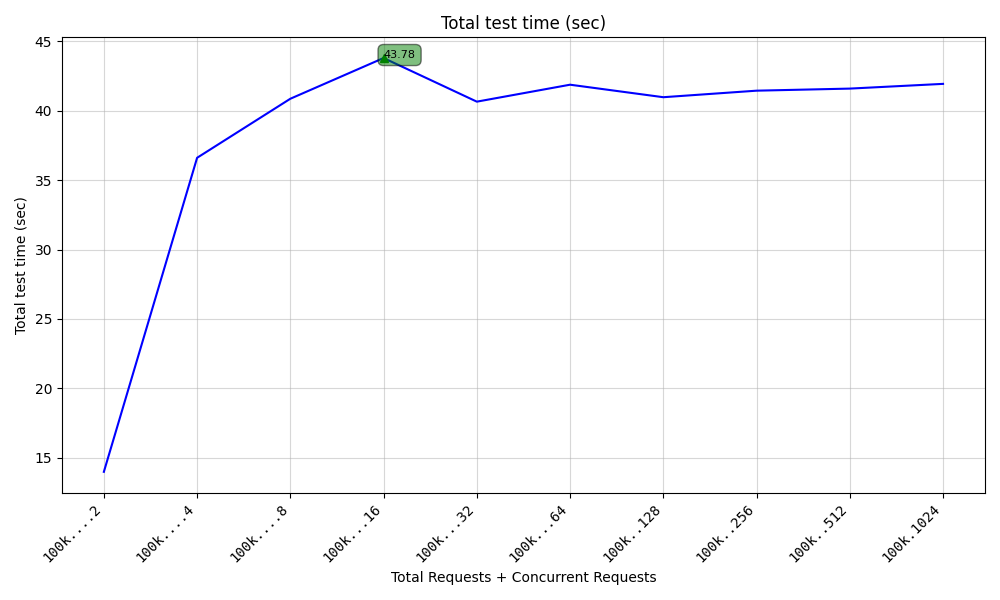 Total test time (sec)
45
43.78
40
35
30
25
20
15
Total test time (sec)
100k....2
100k....4
100k....8
100k...16
100k...32
100k...64
100k..128
100k..256
100k..512
100k.1024
Total Requests + Concurrent Requests